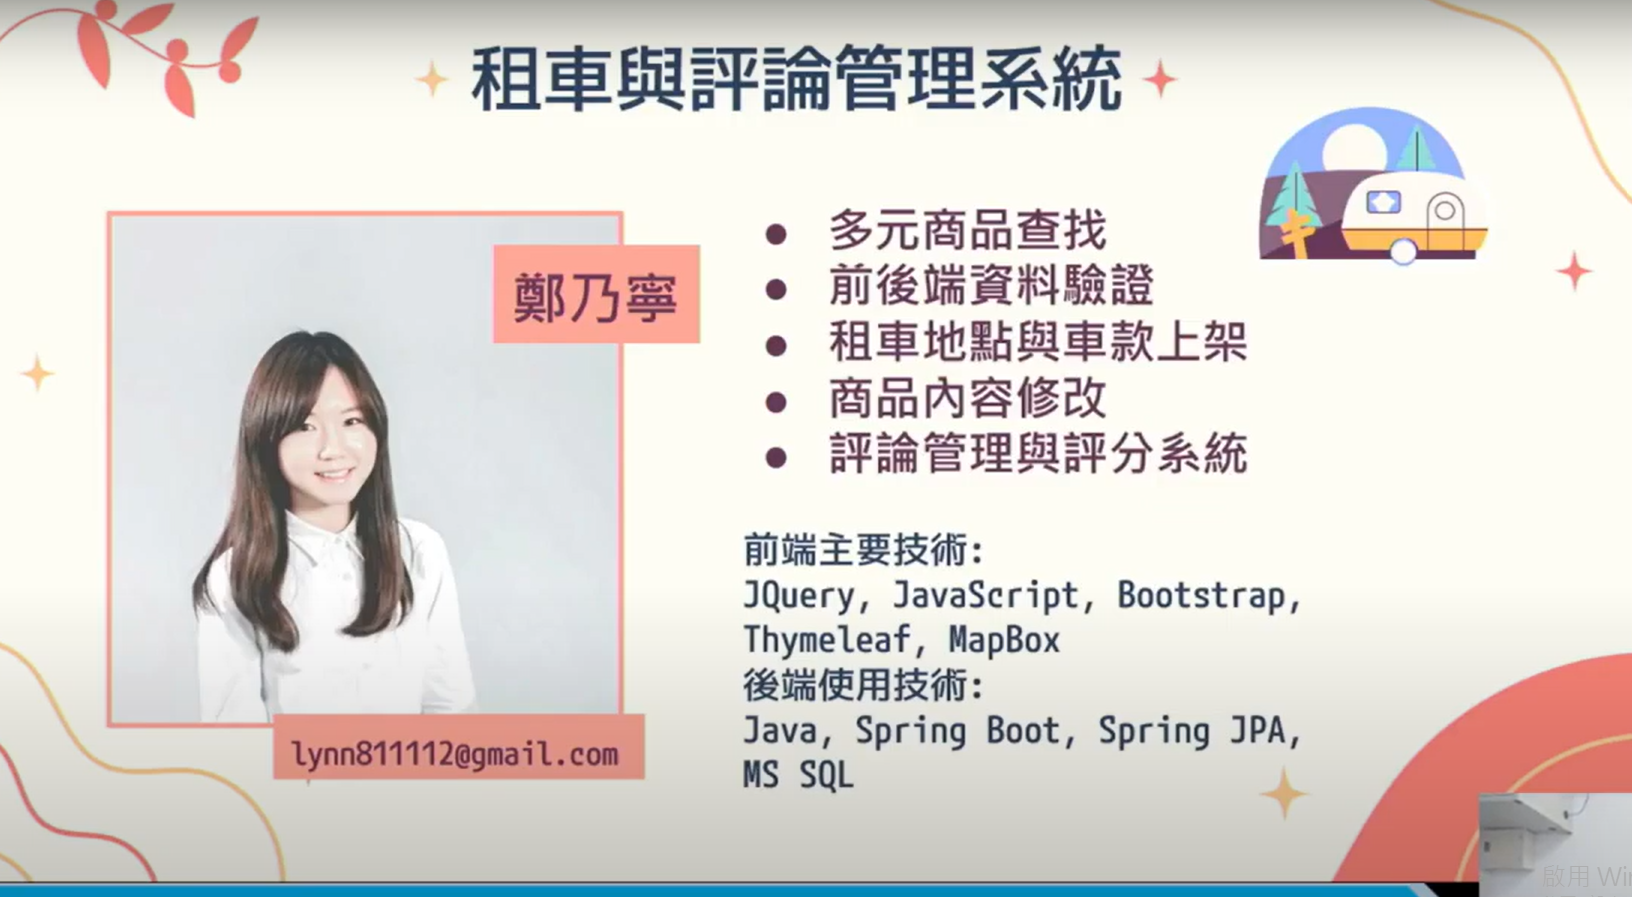 租車與評論管理系統
鄭乃寧
lynn811112@gmail.com
多元商品查找
前後端資料驗證
租車地點與車款上架
商品內容修改
評論管理與評分系統
前端主要技術:
JQuery, JavaScript, Bootstrap,
Thymeleaf, MapBox
後端使用技術:
Java, Spring Boot, Spring JPA,
MS SQL
啟用 Win